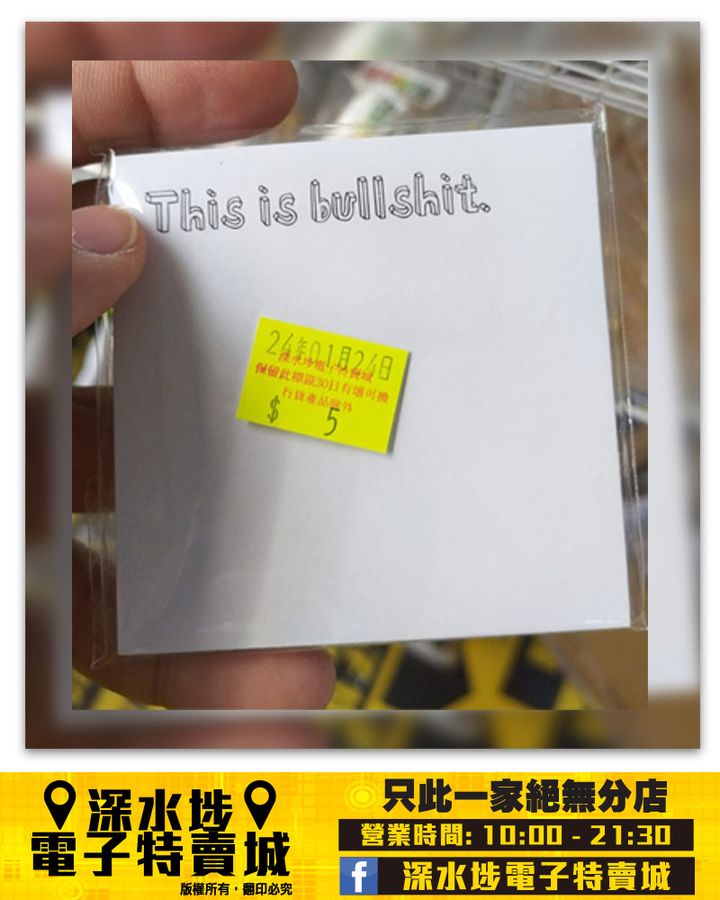 This is bullshit.
24年01月24日
深水埗電子特賣城
保留此標籤30日有壞可換
行貨產品除外
$ 5
深水埗
電子特賣城
版權所有，翻印必究
只此一家絕無分店
營業時間: 10:00 - 21:30
f 深水埗電子特賣城